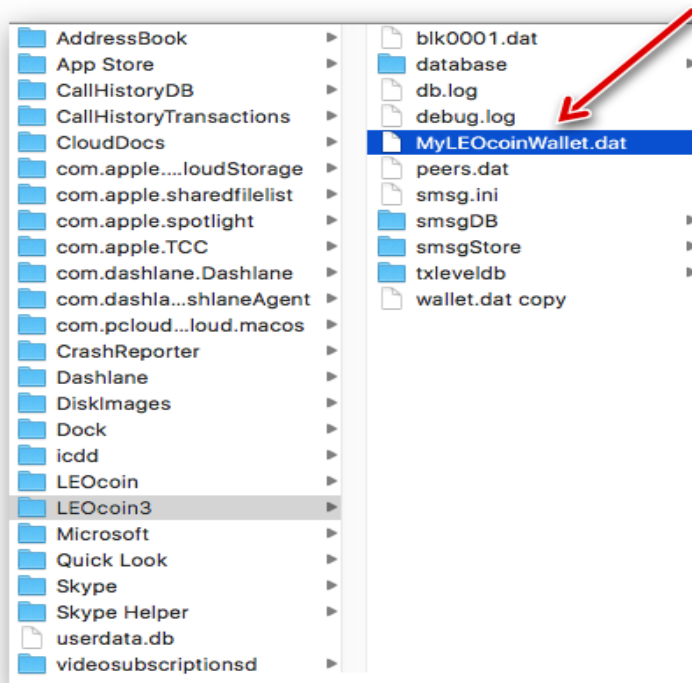 AddressBook
App Store
CallHistoryDB
CallHistoryTransactions
CloudDocs
com.apple....loudStorage
com.apple.sharedfilelist
com.apple.spotlight
com.apple.TCC
com.dashlane.Dashlane
com.dashla...shlaneAgent
com.pcloud...loud.macos
CrashReporter
Dashlane
DiskImages
Dock
icdd
LEOcoin
LEOcoin3
Microsoft
Quick Look
Skype
Skype Helper
userdata.db
videosubscriptionsd
blk0001.dat
database
db.log
debug.log
MyLEOcoinWallet.dat
peers.dat
smsg.ini
smsgDB
smsgStore
txleveldb
wallet.dat copy